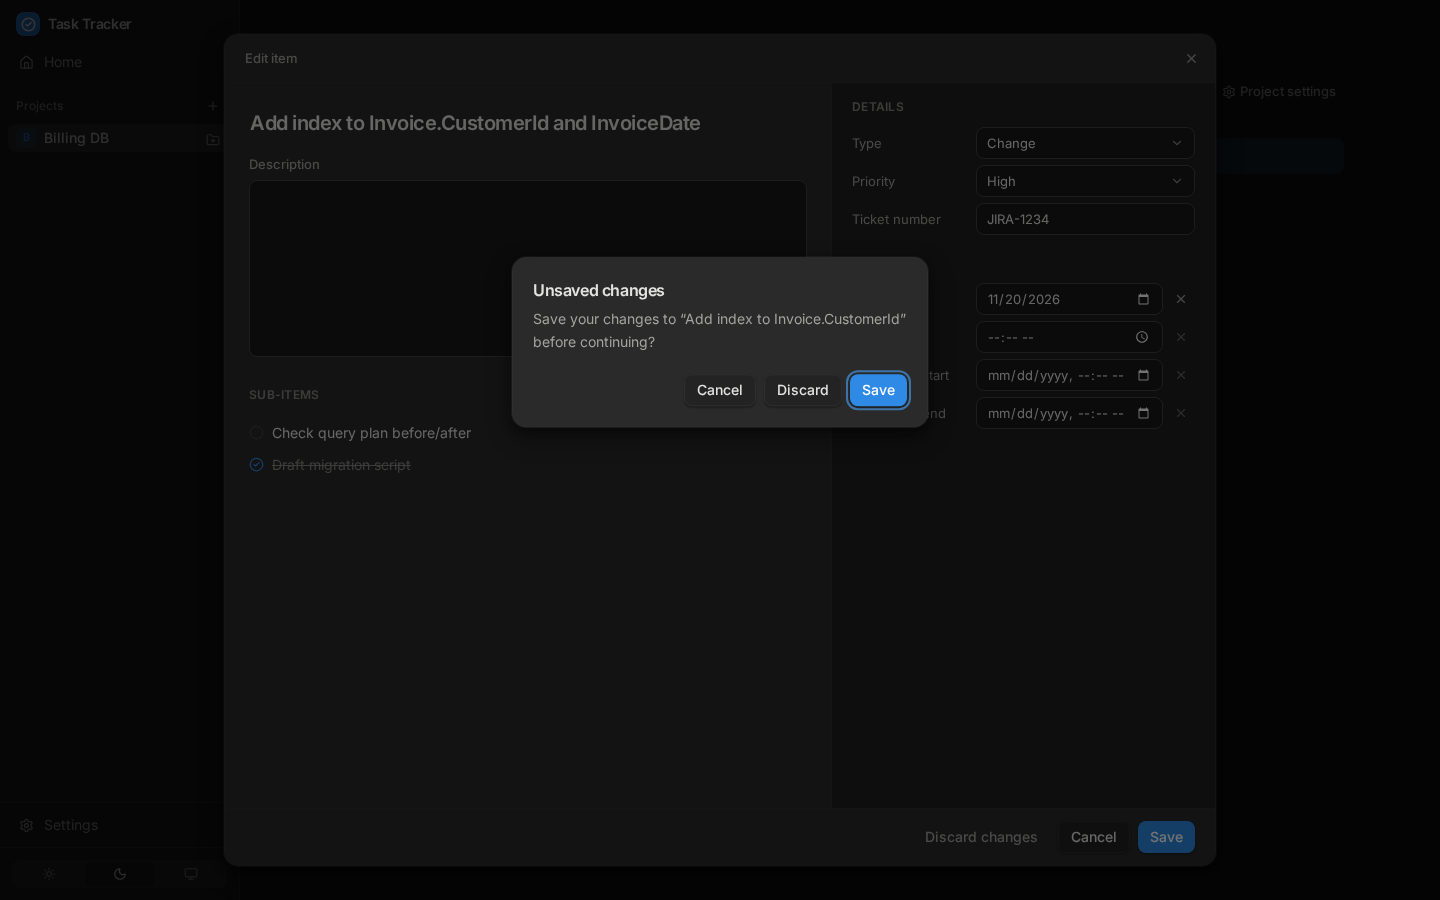 Task Tracker
Home
Projects
B Billing DB
Settings
Project settings
Edit item
Add index to Invoice.CustomerId and InvoiceDate
Description
SUB-ITEMS
Check query plan before/after
Draft migration script
DETAILS
Type Change
Priority High
Ticket number JIRA-1234
11/20/2026
--:-- --
tart mm/dd/yyyy, --:-- --
end mm/dd/yyyy, --:-- --
Unsaved changes
Save your changes to “Add index to Invoice.CustomerId”
before continuing?
Cancel Discard Save
Discard changes Cancel Save